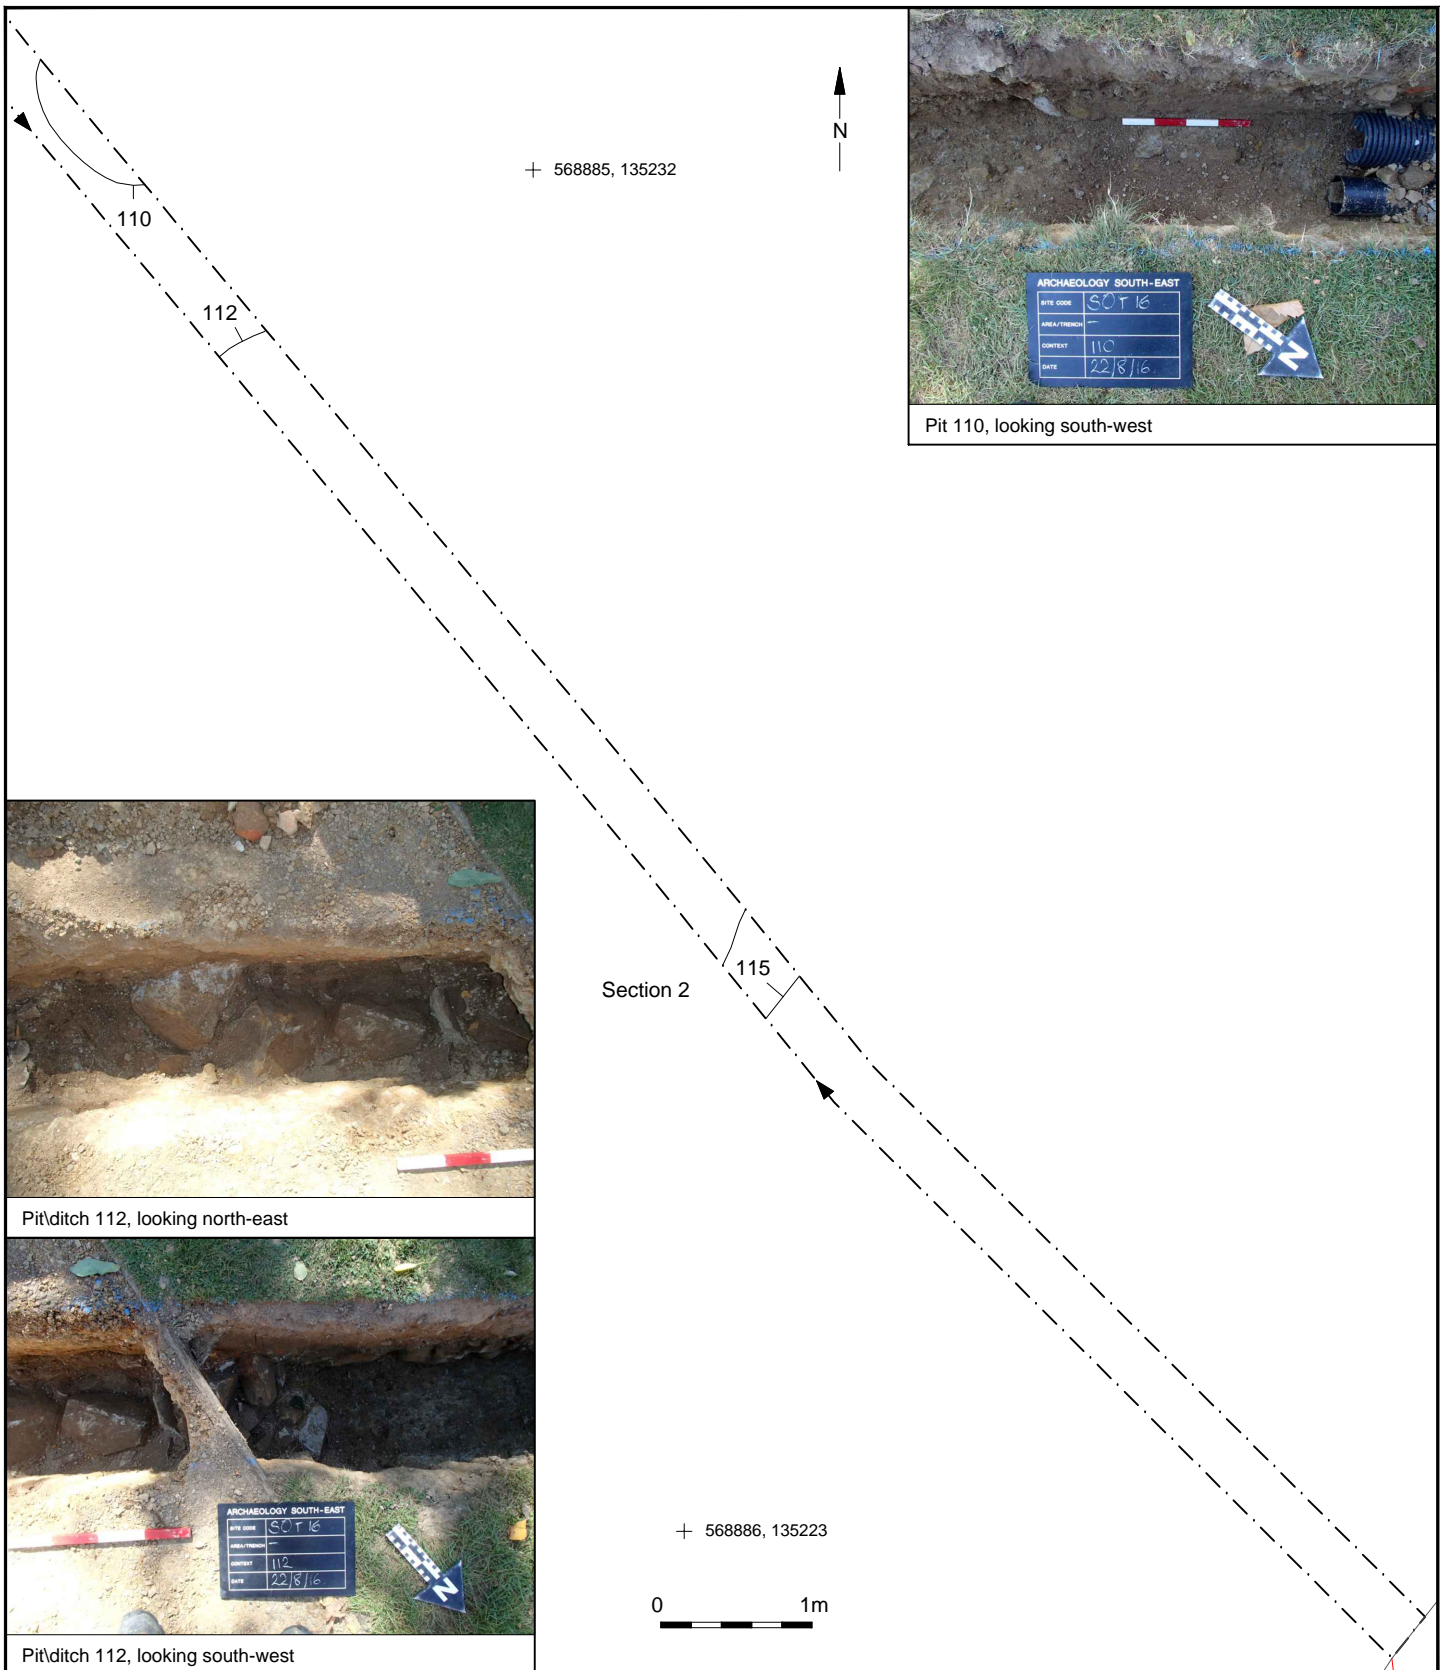 110
112
N
568885, 135232
ARCHAEOLOGY SOUTH-EAST
SITE CODE SOT 16
AREA/TRENCH -
CONTEXT 110
DATE 22/8/16
N
Pit 110, looking south-west
115
Section 2
Pit\ditch 112, looking north-east
ARCHAEOLOGY SOUTH-EAST
SITE CODE SOT 16
AREA/TRENCH -
CONTEXT 112
DATE 22/8/16
N
Pit\ditch 112, looking south-west
568886, 135223
0 1m